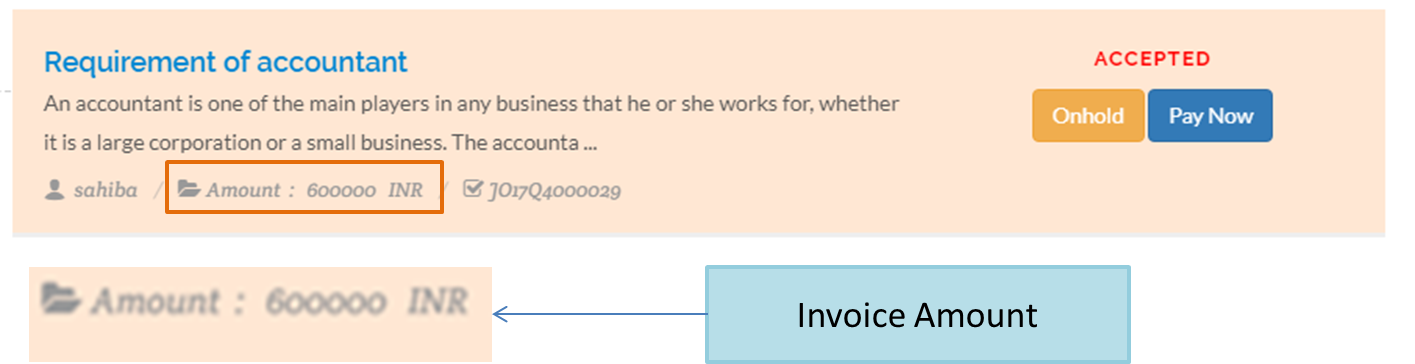 Requirement of accountant
ACCEPTED
An accountant is one of the main players in any business that he or she works for, whether
it is a large corporation or a small business. The accounta ...
Onhold Pay Now
sahiba / Amount : 600000 INR / JO17Q4000029
Amount : 600000 INR
Invoice Amount